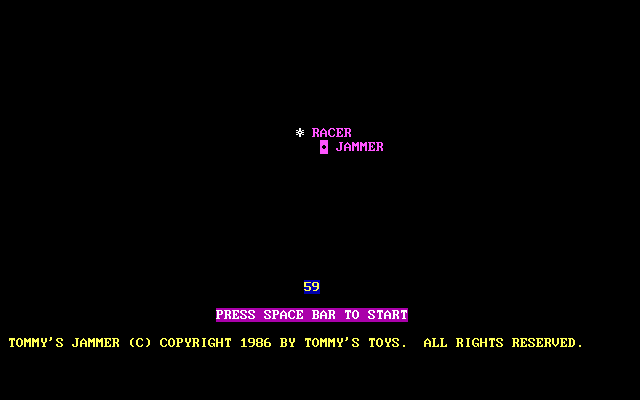 * RACER
JAMMER
59
PRESS SPACE BAR TO START
TOMMY'S JAMMER (C) COPYRIGHT 1986 BY TOMMY'S TOYS.  ALL RIGHTS RESERVED.